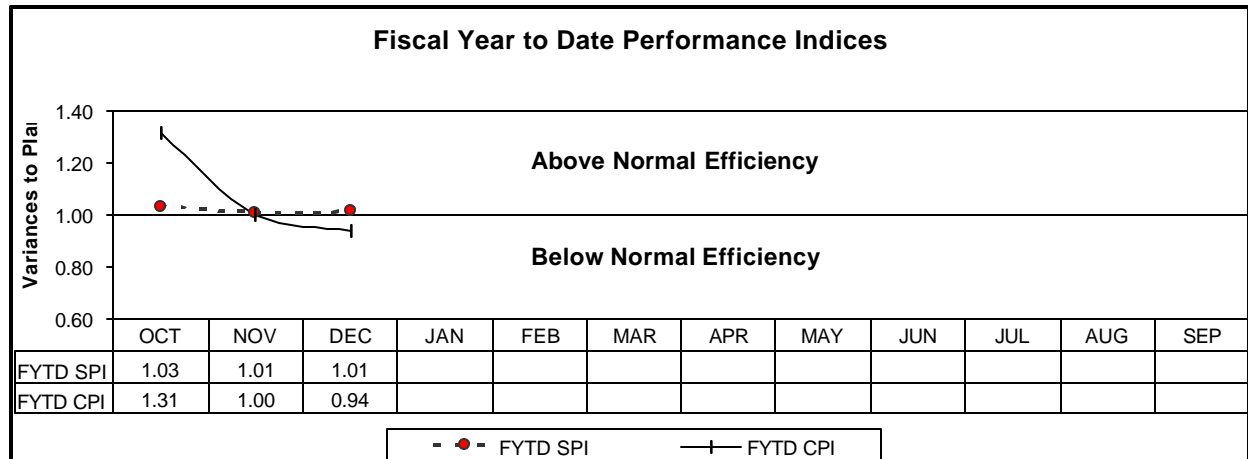 Fiscal Year to Date Performance Indices
Variances to Pla
1.40
1.20
1.00
0.80
0.60
Above Normal Efficiency
Below Normal Efficiency
OCT NOV DEC JAN FEB MAR APR MAY JUN JUL AUG SEP
FYTD SPI 1.03 1.01 1.01
FYTD CPI 1.31 1.00 0.94
FYTD SPI FYTD CPI